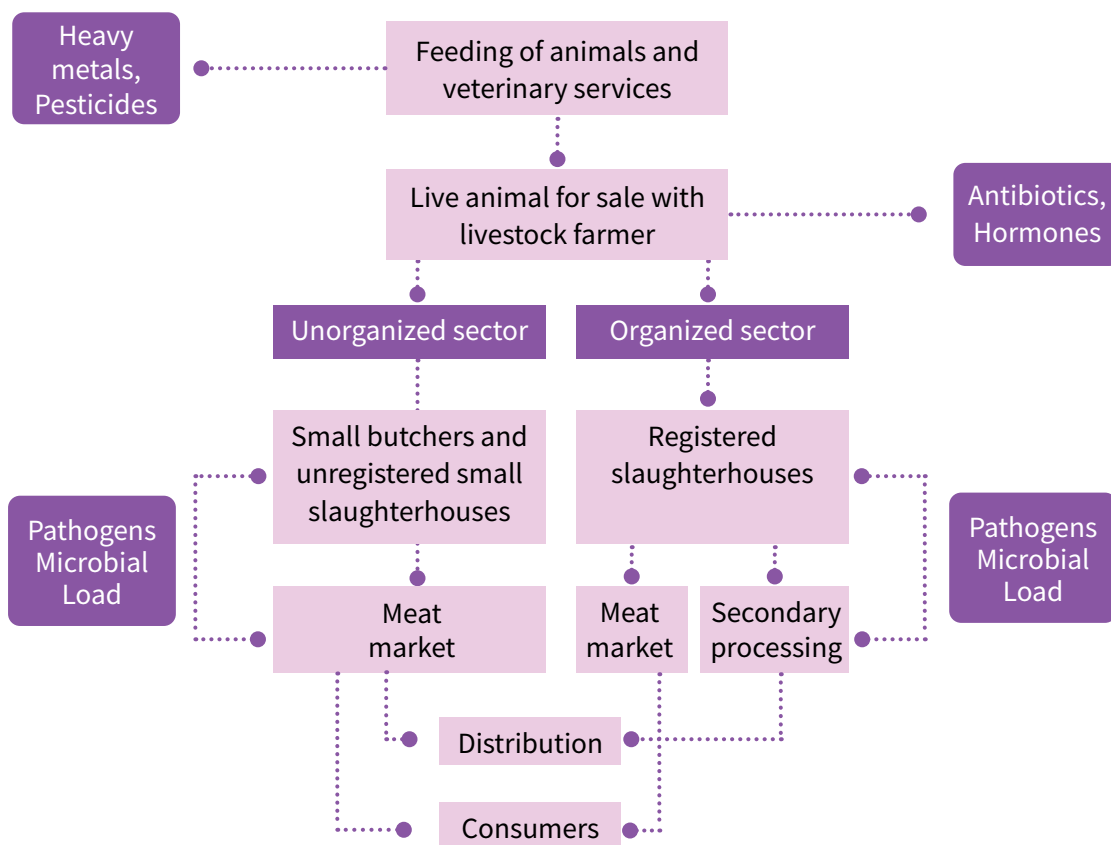 Heavy
metals,
Pesticides
Feeding of animals and
veterinary services
Live animal for sale with
livestock farmer
Antibiotics,
Hormones
Unorganized sector
Organized sector
Small butchers and
unregistered small
slaughterhouses
Registered
slaughterhouses
Pathogens
Microbial
Load
Pathogens
Microbial
Load
Meat
market
Meat
market
Secondary
processing
Distribution
Consumers